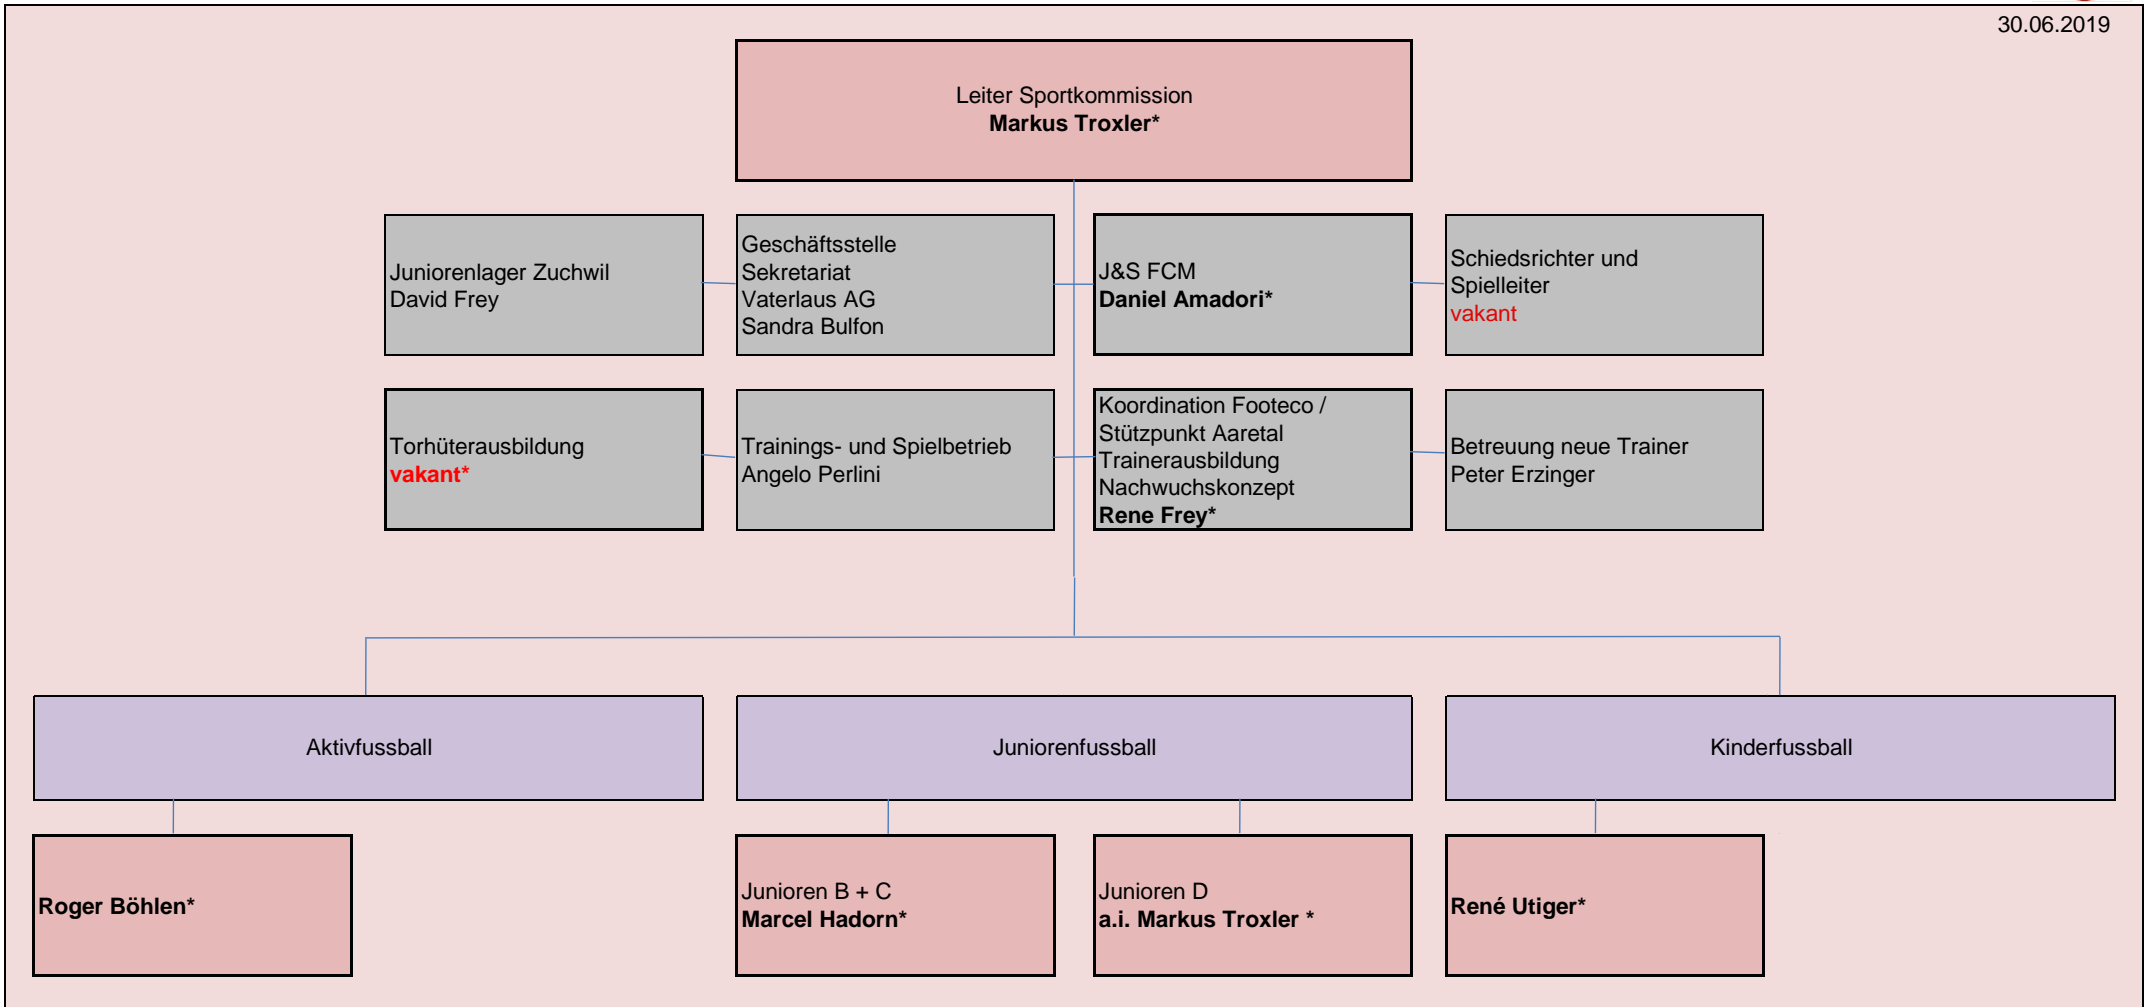 30.06.2019
Leiter Sportkommission
Markus Troxler*
Juniorenlager Zuchwil
David Frey
Geschäftsstelle
Sekretariat
Vaterlaus AG
Sandra Bulfon
J&S FCM
Daniel Amadori*
Schiedsrichter und
Spielleiter
vakant
Torhüterausbildung
vakant*
Trainings- und Spielbetrieb
Angelo Perlini
Koordination Footeco /
Stützpunkt Aaretal
Trainerausbildung
Nachwuchskonzept
Rene Frey*
Betreuung neue Trainer
Peter Erzinger
Aktivfussball
Juniorenfussball
Kinderfussball
Roger Böhlen*
Junioren B + C
Marcel Hadorn*
Junioren D
a.i. Markus Troxler *
René Utiger*